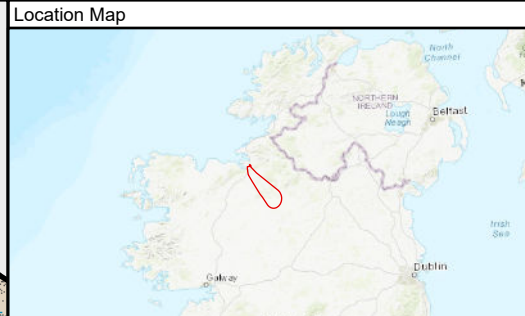 Location Map
North
Channel
NORTHERN
IRELAND
Belfast
Lough
Neagh
Irish
Sea
Dublin
Galway